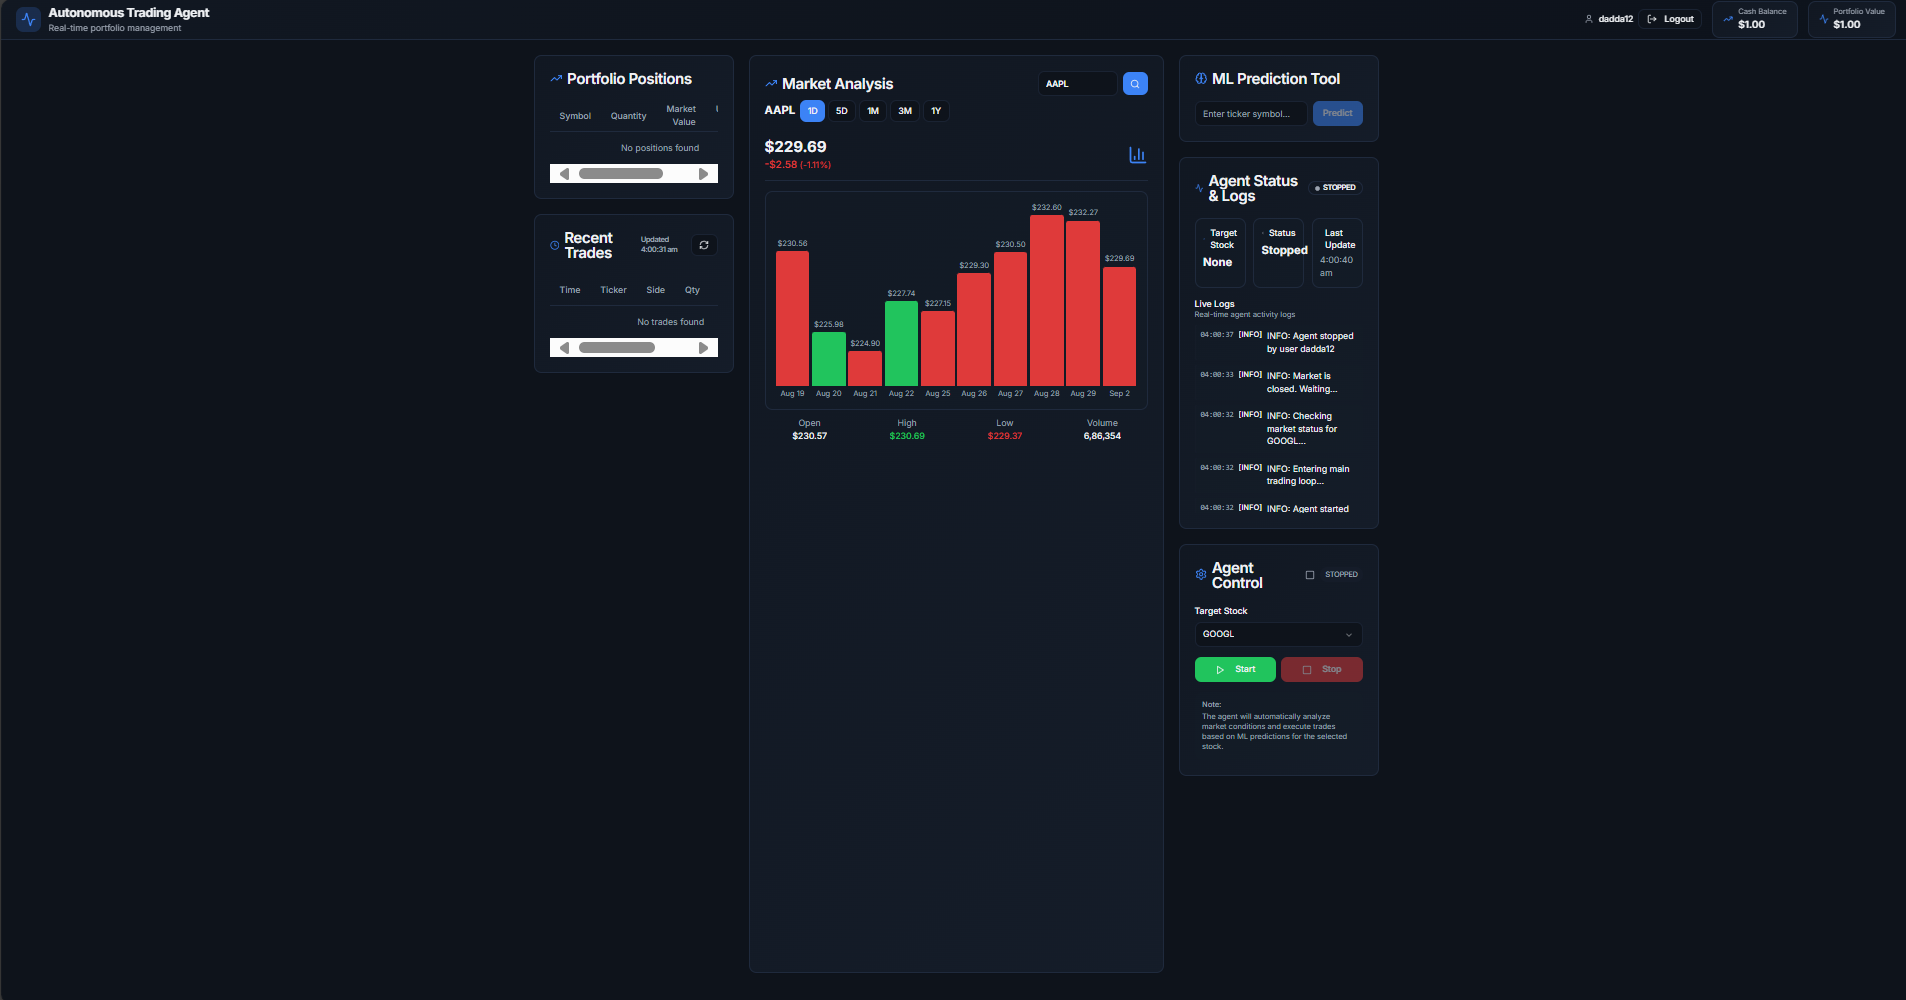 Autonomous Trading Agent
Real-time portfolio management
dadda12
Logout
Cash Balance
$1.00
Portfolio Value
$1.00
Portfolio Positions
Symbol Quantity Market Value
No positions found
Recent Trades
Updated
4:00:31 am
Time Ticker Side Qty
No trades found
Market Analysis
AAPL
AAPL 1D 5D 1M 3M 1Y
$229.69
-$2.58 (-1.11%)
$230.56
$225.98
$224.90
$227.74
$227.15
$229.30
$230.50
$232.60
$232.27
$229.69
Aug 19 Aug 20 Aug 21 Aug 22 Aug 25 Aug 26 Aug 27 Aug 28 Aug 29 Sep 2
Open High Low Volume
$230.57 $230.69 $229.37 6,86,354
ML Prediction Tool
Enter ticker symbol...
Predict
Agent Status
& Logs
STOPPED
Target
Stock
None
Status
Stopped
Last
Update
4:00:40
am
Live Logs
Real-time agent activity logs
04:00:37 [INFO] INFO: Agent stopped
by user dadda12
04:00:33 [INFO] INFO: Market is
closed. Waiting...
04:00:32 [INFO] INFO: Checking
market status for
GOOGL...
04:00:32 [INFO] INFO: Entering main
trading loop...
04:00:32 [INFO] INFO: Agent started
Agent
Control
STOPPED
Target Stock
GOOGL
Start
Stop
Note:
The agent will automatically analyze
market conditions and execute trades
based on ML predictions for the selected
stock.